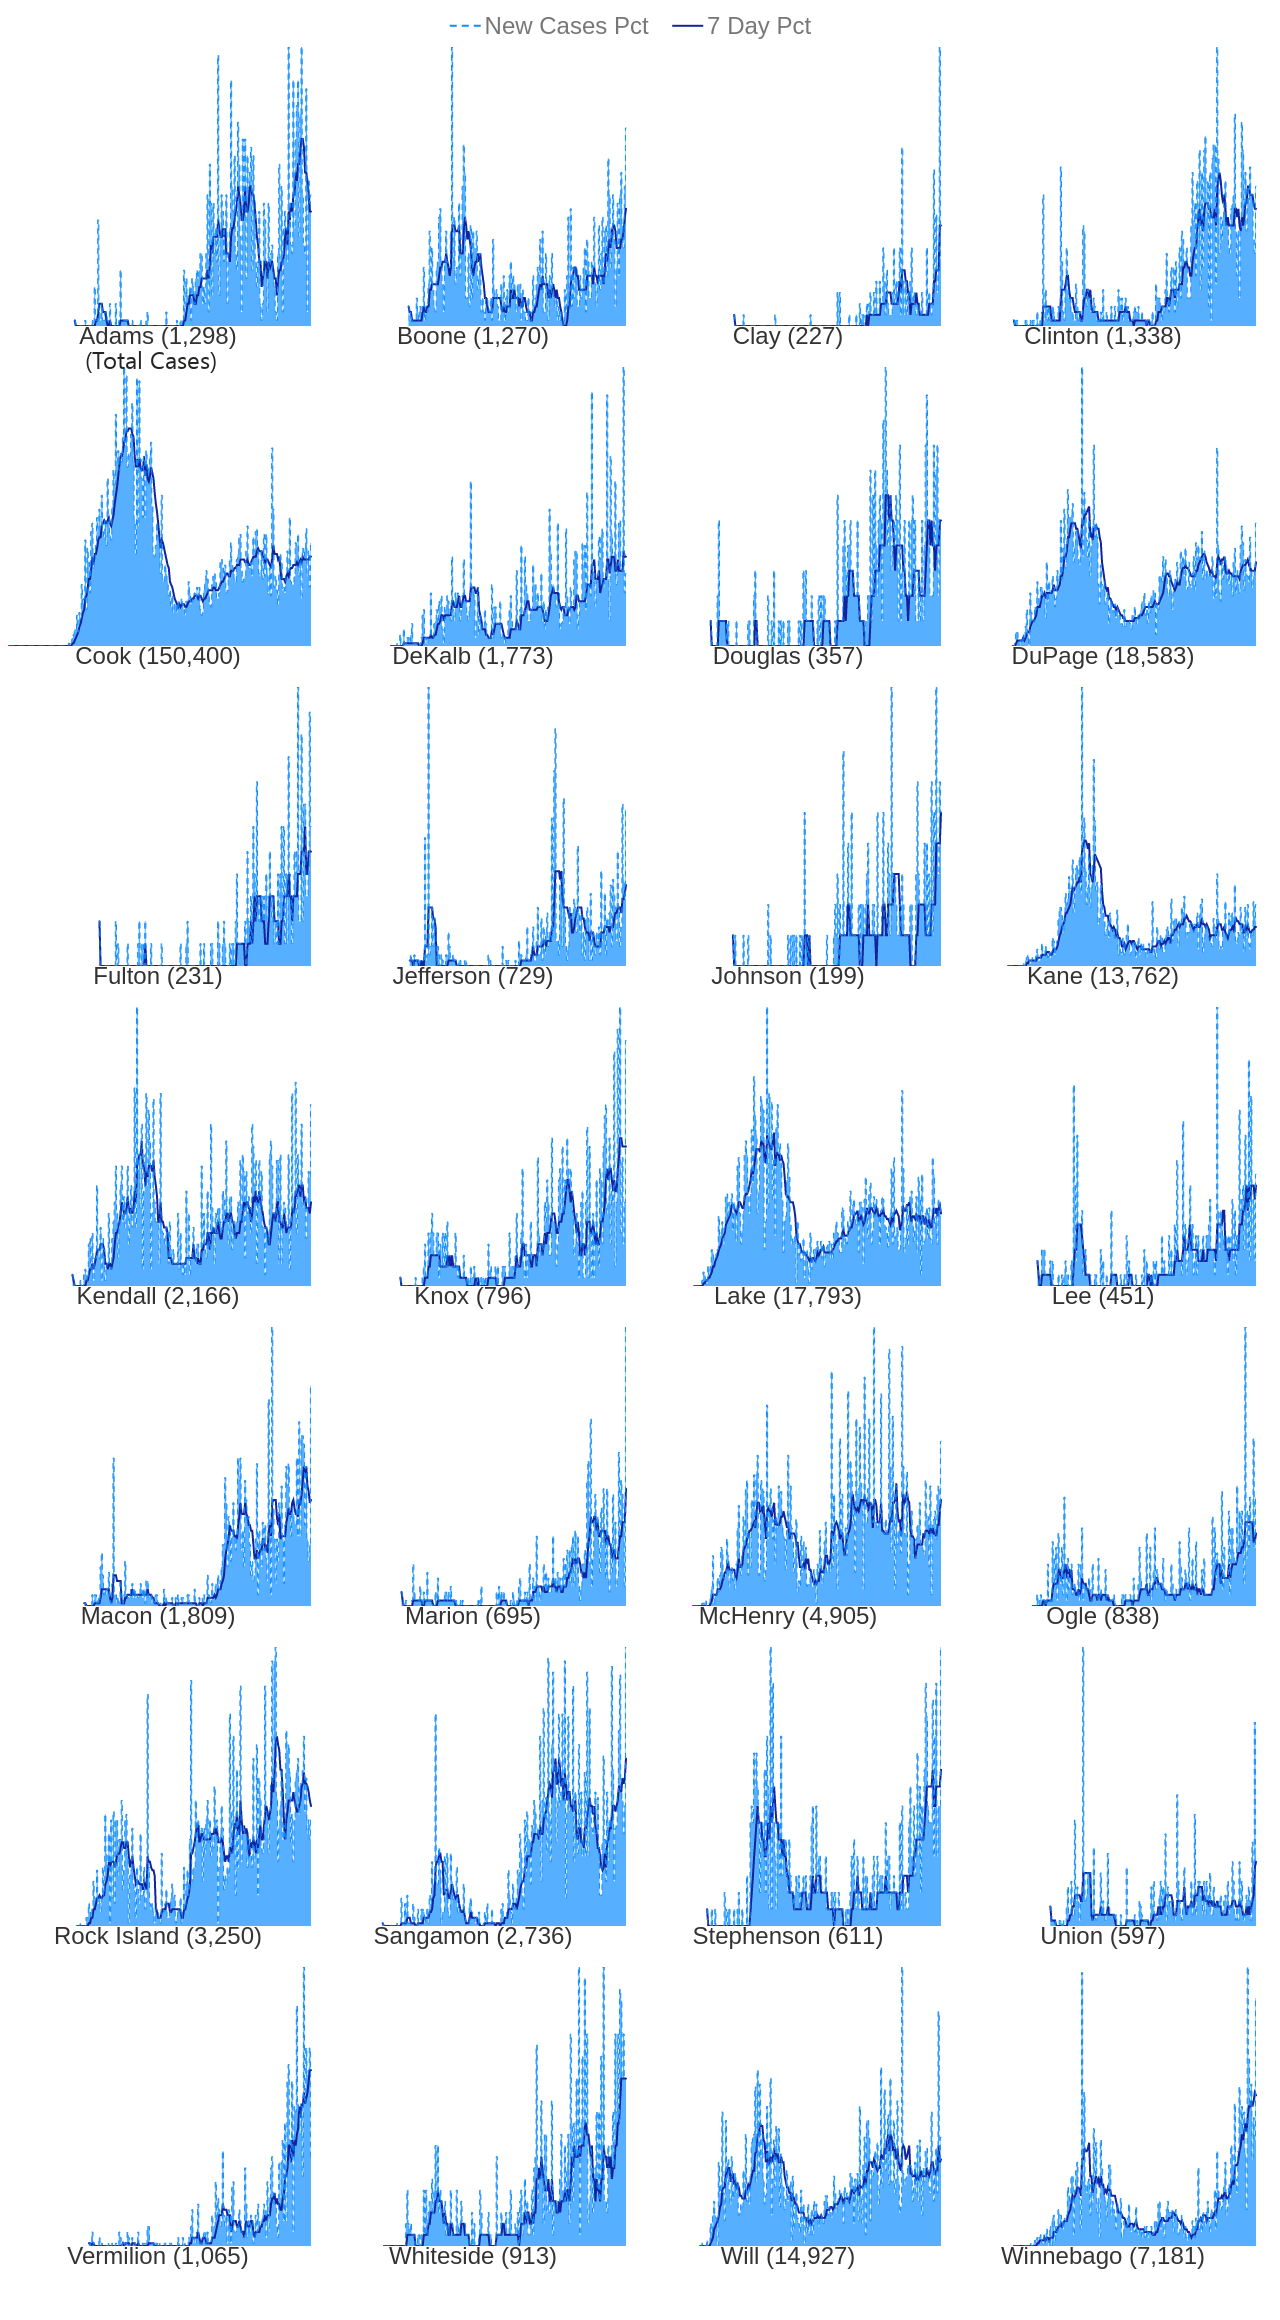 New Cases Pct 7 Day Pct
Adams (1,298) Boone (1,270) Clay (227) Clinton (1,338)
(Total Cases)
Cook (150,400) DeKalb (1,773) Douglas (357) DuPage (18,583)
Fulton (231) Jefferson (729) Johnson (199) Kane (13,762)
Kendall (2,166) Knox (796) Lake (17,793) Lee (451)
Macon (1,809) Marion (695) McHenry (4,905) Ogle (838)
Rock Island (3,250) Sangamon (2,736) Stephenson (611) Union (597)
Vermilion (1,065) Whiteside (913) Will (14,927) Winnebago (7,181)